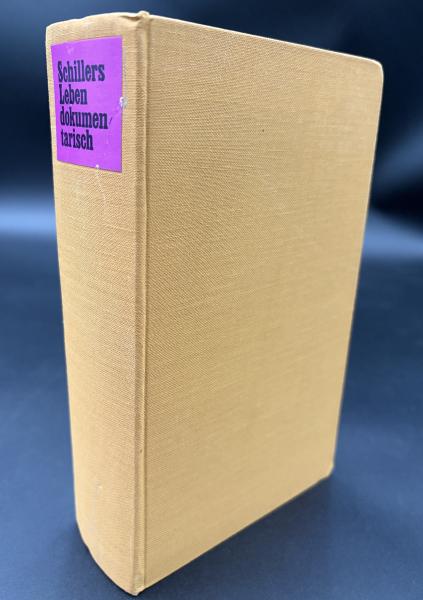 Schillers
Leben
dokumen
tarisch